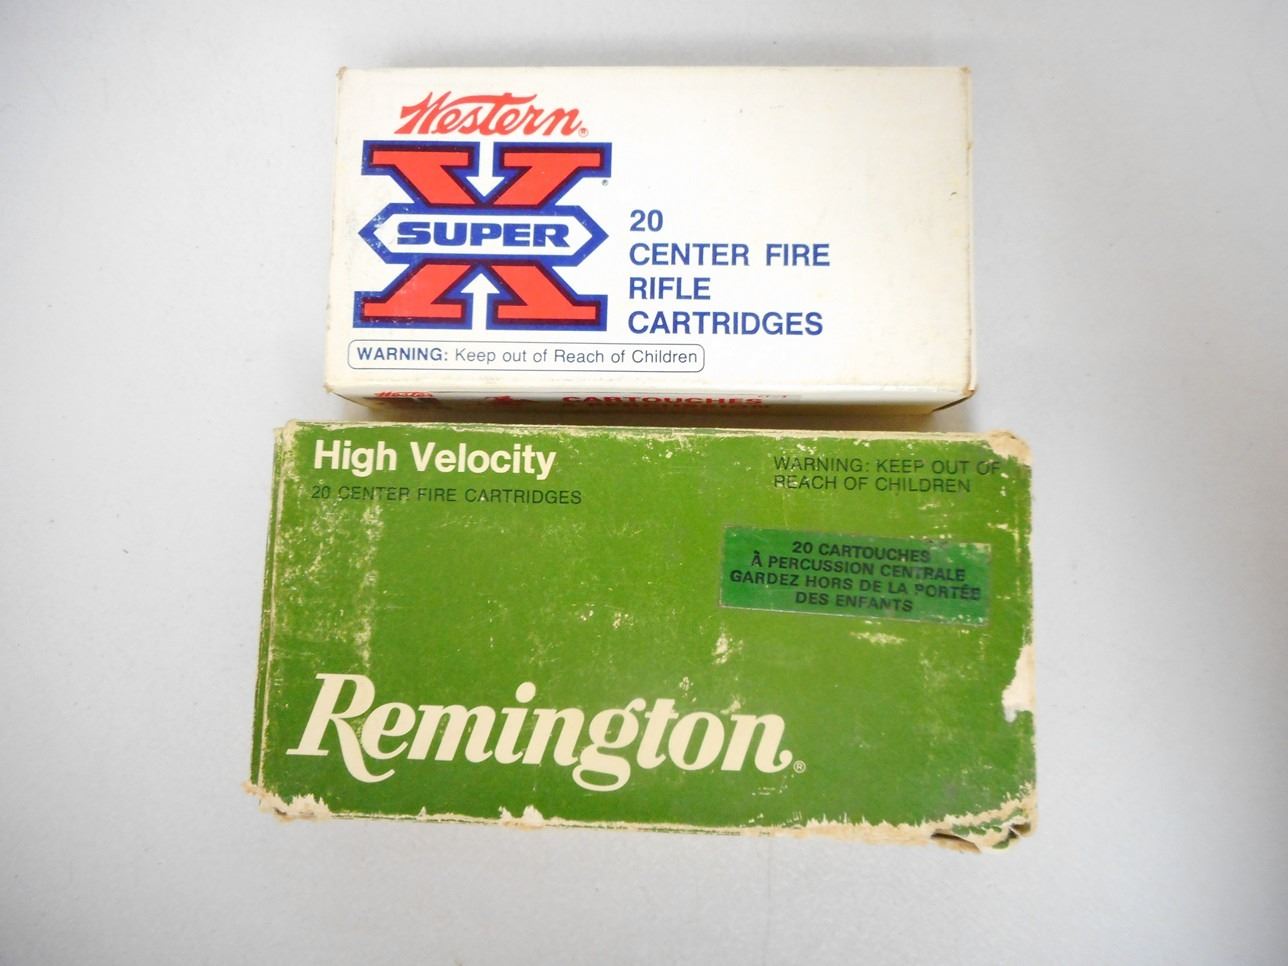 Western®
SUPER X®
20
CENTER FIRE
RIFLE
CARTRIDGES
WARNING: Keep out of Reach of Children
Western
CARTOUCHES
High Velocity
20 CENTER FIRE CARTRIDGES
WARNING: KEEP OUT OF
REACH OF CHILDREN
20 CARTOUCHES
À PERCUSSION CENTRALE
GARDEZ HORS DE LA PORTÉE
DES ENFANTS
Remington®